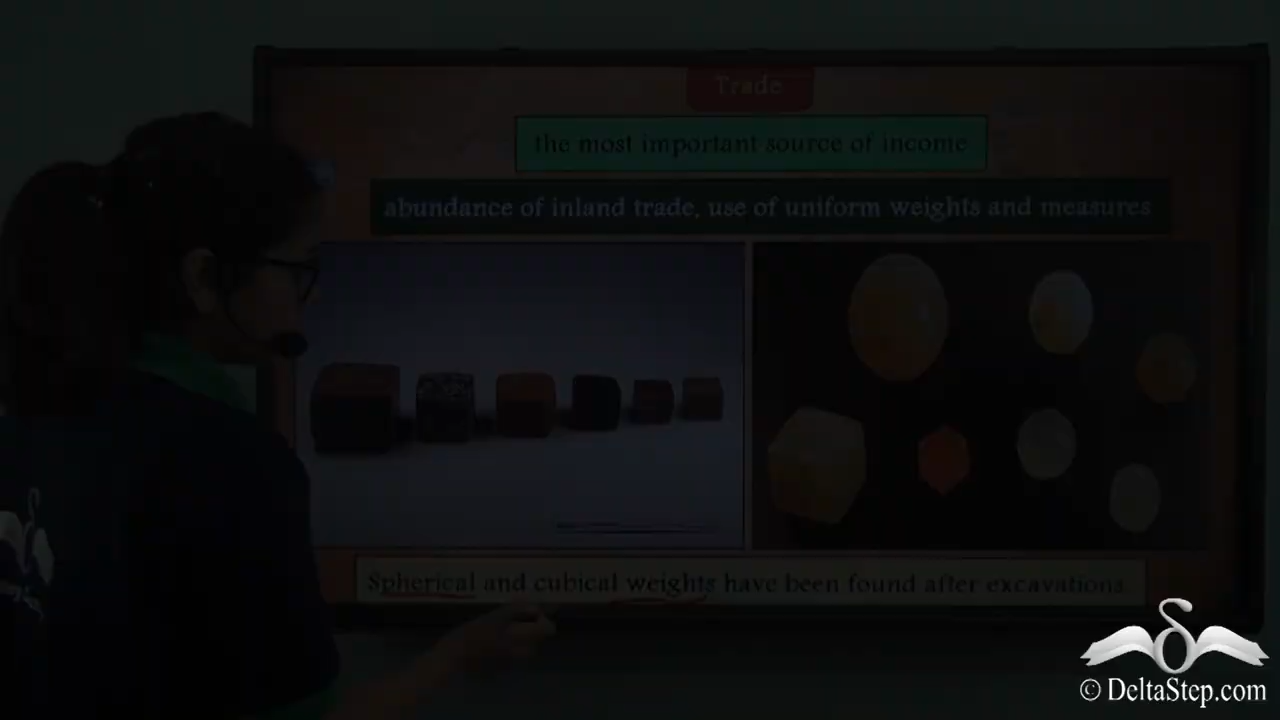 Trade
the most important source of income
abundance of inland trade, use of uniform weights and measures
Spherical and cubical weights have been found after excavations.
© DeltaStep.com